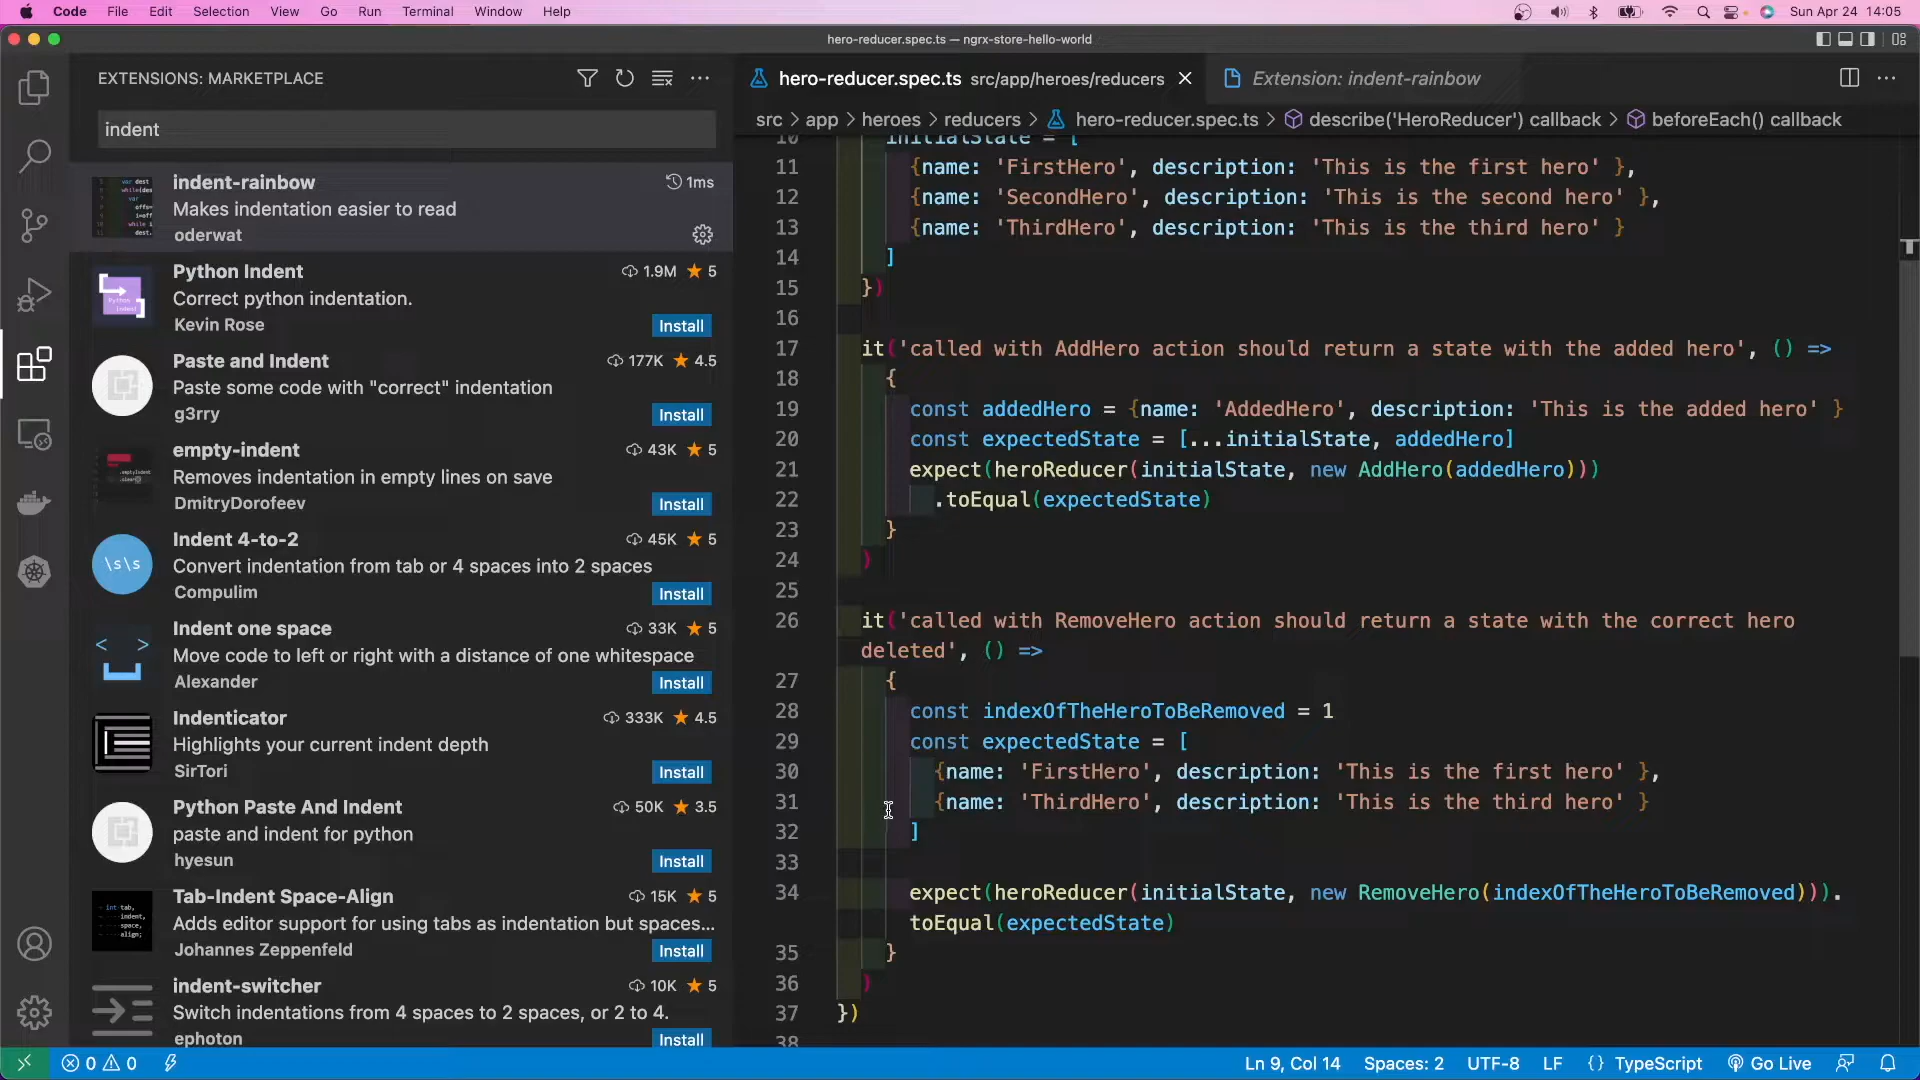 Code File Edit Selection View Go Run Terminal Window Help Sun Apr 24 14:05
hero-reducer.spec.ts — ngrx-store-hello-world
EXTENSIONS: MARKETPLACE
indent
indent-rainbow 1ms
Makes indentation easier to read
oderwat
Python Indent 1.9M 5
Correct python indentation.
Kevin Rose Install
Paste and Indent 177K 4.5
Paste some code with "correct" indentation
g3rry Install
empty-indent 43K 5
Removes indentation in empty lines on save
DmitryDorofeev Install
Indent 4-to-2 45K 5
\s\s Convert indentation from tab or 4 spaces into 2 spaces
Compulim Install
Indent one space 33K 5
Move code to left or right with a distance of one whitespace
Alexander Install
Indenticator 333K 4.5
Highlights your current indent depth
SirTori Install
Python Paste And Indent 50K 3.5
paste and indent for python
hyesun Install
Tab-Indent Space-Align 15K 5
Adds editor support for using tabs as indentation but spaces...
Johannes Zeppenfeld Install
indent-switcher 10K 5
Switch indentations from 4 spaces to 2 spaces, or 2 to 4.
ephoton Install
hero-reducer.spec.ts src/app/heroes/reducers Extension: indent-rainbow
src > app > heroes > reducers > hero-reducer.spec.ts > describe('HeroReducer') callback > beforeEach() callback
10 initialState = [
11 {name: 'FirstHero', description: 'This is the first hero' },
12 {name: 'SecondHero', description: 'This is the second hero' },
13 {name: 'ThirdHero', description: 'This is the third hero' }
14 ]
15 })
16
17 it('called with AddHero action should return a state with the added hero', () =>
18 {
19 const addedHero = {name: 'AddedHero', description: 'This is the added hero' }
20 const expectedState = [...initialState, addedHero]
21 expect(heroReducer(initialState, new AddHero(addedHero)))
22 .toEqual(expectedState)
23 }
24 )
25
26 it('called with RemoveHero action should return a state with the correct hero
deleted', () =>
27 {
28 const indexOfTheHeroToBeRemoved = 1
29 const expectedState = [
30 {name: 'FirstHero', description: 'This is the first hero' },
31 {name: 'ThirdHero', description: 'This is the third hero' }
32 ]
33
34 expect(heroReducer(initialState, new RemoveHero(indexOfTheHeroToBeRemoved))).
toEqual(expectedState)
35 }
36 )
37 })
38
0 0 Ln 9, Col 14 Spaces: 2 UTF-8 LF {} TypeScript Go Live